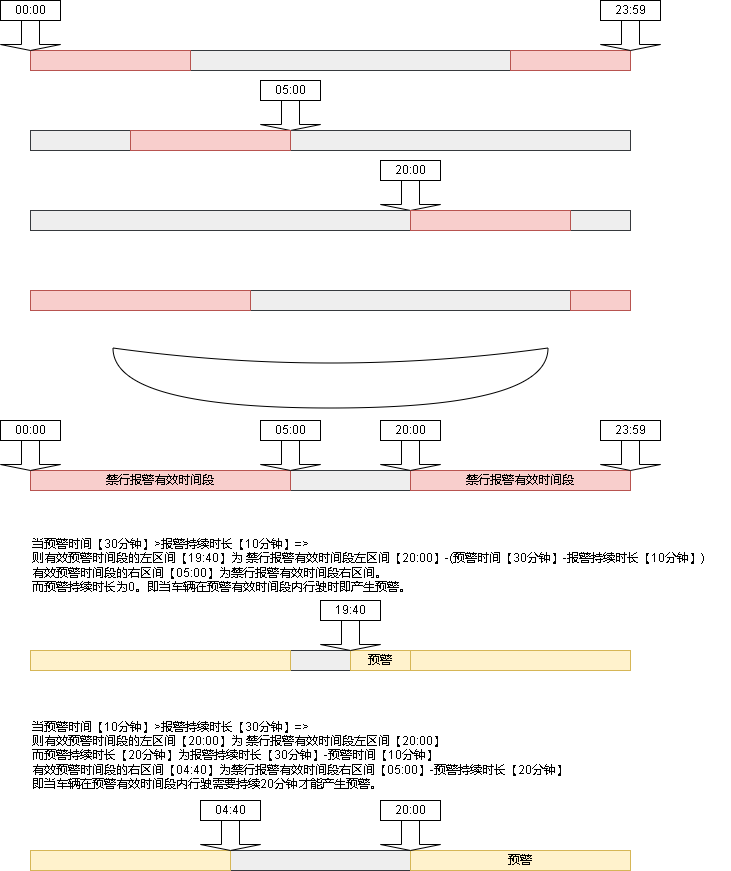 00:00
23:59
05:00
20:00
00:00
05:00
20:00
23:59
禁行报警有效时间段
禁行报警有效时间段
当预警时间【30分钟】>报警持续时长【10分钟】=>
则有效预警时间段的左区间【19:40】为 禁行报警有效时间段左区间【20:00】-(预警时间【30分钟】-报警持续时长【10分钟】)
有效预警时间段的右区间【05:00】为禁行报警有效时间段右区间。
而预警持续时长为0。即当车辆在预警有效时间段内行驶时即产生预警。
19:40
预警
当预警时间【10分钟】>报警持续时长【30分钟】=>
则有效预警时间段的左区间【20:00】为 禁行报警有效时间段左区间【20:00】
而预警持续时长【20分钟】为报警持续时长【30分钟】-预警时间【10分钟】
有效预警时间段的右区间【04:40】为禁行报警有效时间段右区间【05:00】-预警持续时长【20分钟】
即当车辆在预警有效时间段内行驶需要持续20分钟才能产生预警。
04:40
20:00
预警